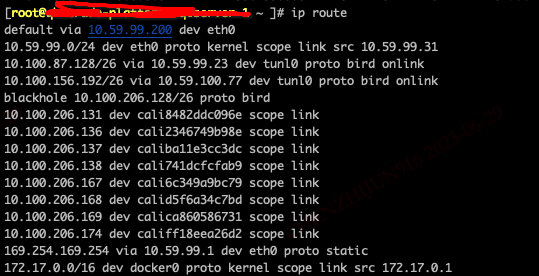 [root@ ~ ]# ip route
default via 10.59.99.200 dev eth0
10.59.99.0/24 dev eth0 proto kernel scope link src 10.59.99.31
10.100.87.128/26 via 10.59.99.23 dev tunl0 proto bird onlink
10.100.156.192/26 via 10.59.100.77 dev tunl0 proto bird onlink
blackhole 10.100.206.128/26 proto bird
10.100.206.131 dev cali8482ddc096e scope link
10.100.206.136 dev cali2346749b98e scope link
10.100.206.137 dev caliba11e3cc3dc scope link
10.100.206.138 dev cali741dcfcfab9 scope link
10.100.206.167 dev cali6c349a9bc79 scope link
10.100.206.168 dev calid5f6a34c7bd scope link
10.100.206.169 dev calica860586731 scope link
10.100.206.174 dev califf18eea26d2 scope link
169.254.169.254 via 10.59.99.1 dev eth0 proto static
172.17.0.0/16 dev docker0 proto kernel scope link src 172.17.0.1